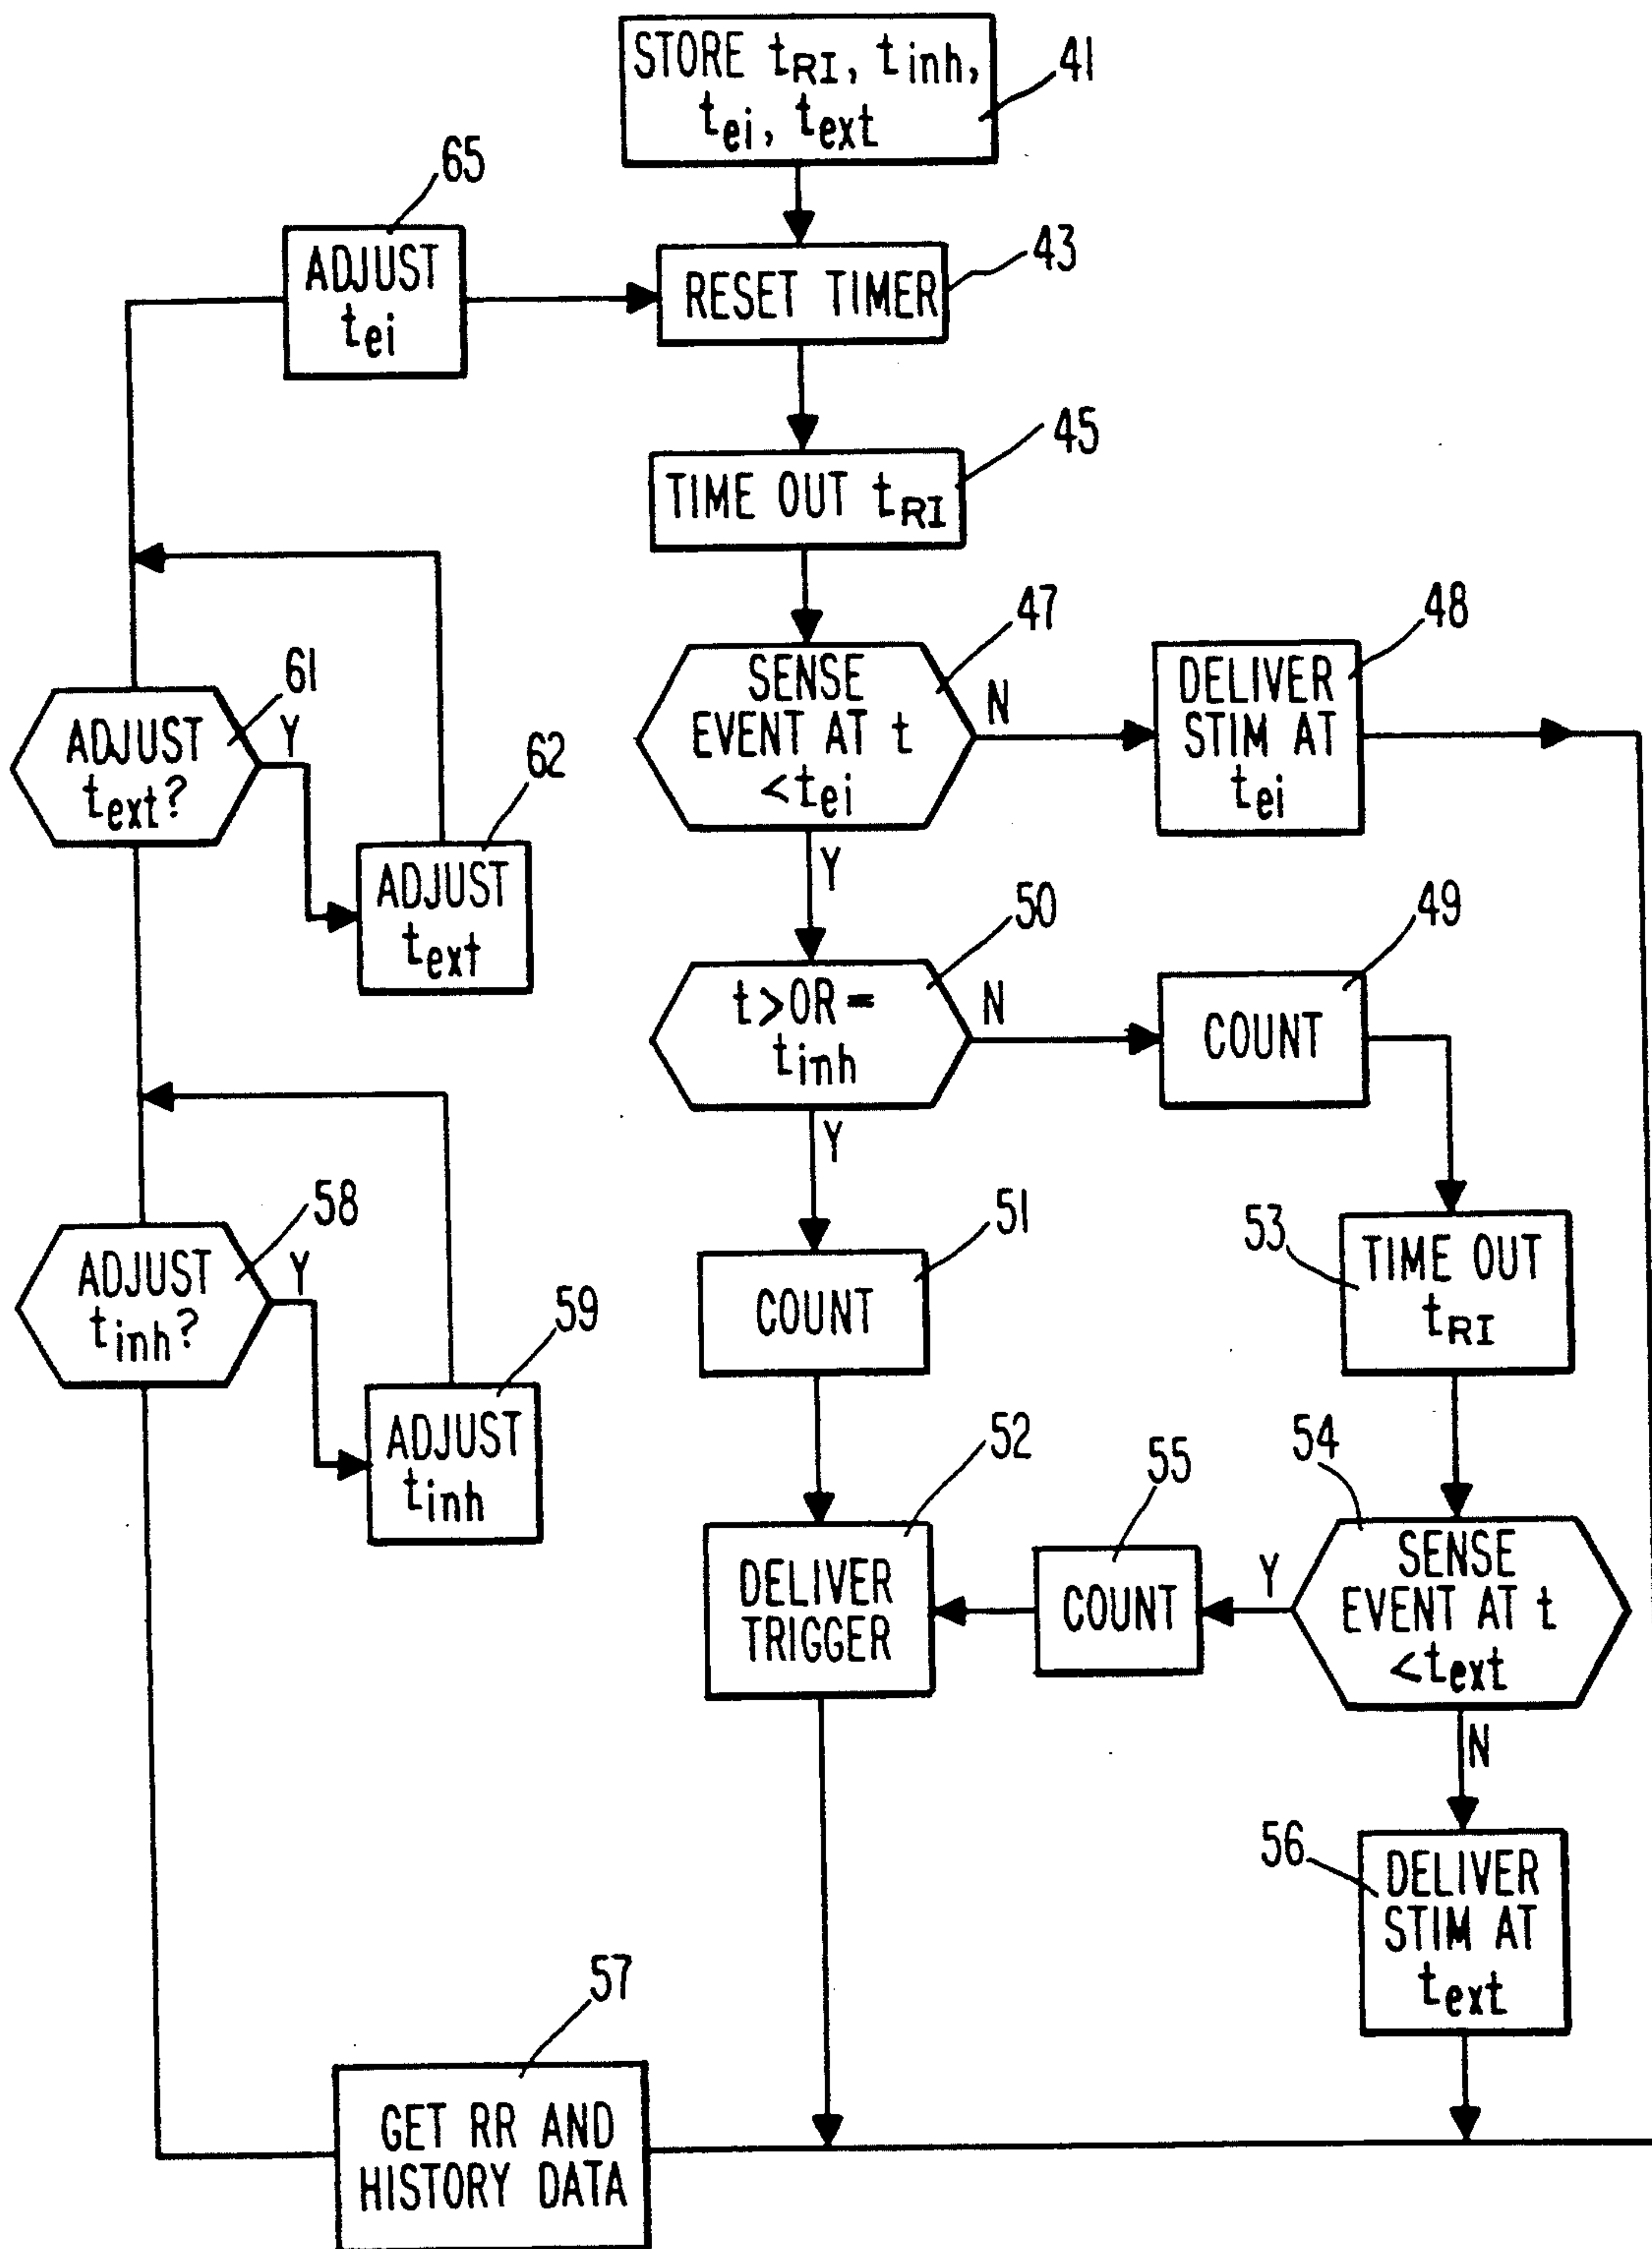 STORE tRI, tinh,
tei, text
41
65
ADJUST
tei
RESET TIMER
43
TIME OUT tRI
45
SENSE
EVENT AT t
<tei
47
N
Y
DELIVER
STIM AT
tei
48
61
ADJUST
text?
Y
62
ADJUST
text
50
t>OR =
tinh
N
Y
49
COUNT
51
COUNT
53
TIME OUT
tRI
58
ADJUST
tinh?
Y
59
ADJUST
tinh
52
DELIVER
TRIGGER
55
COUNT
54
SENSE
EVENT AT t
<text
Y
N
56
DELIVER
STIM AT
text
57
GET RR AND
HISTORY DATA